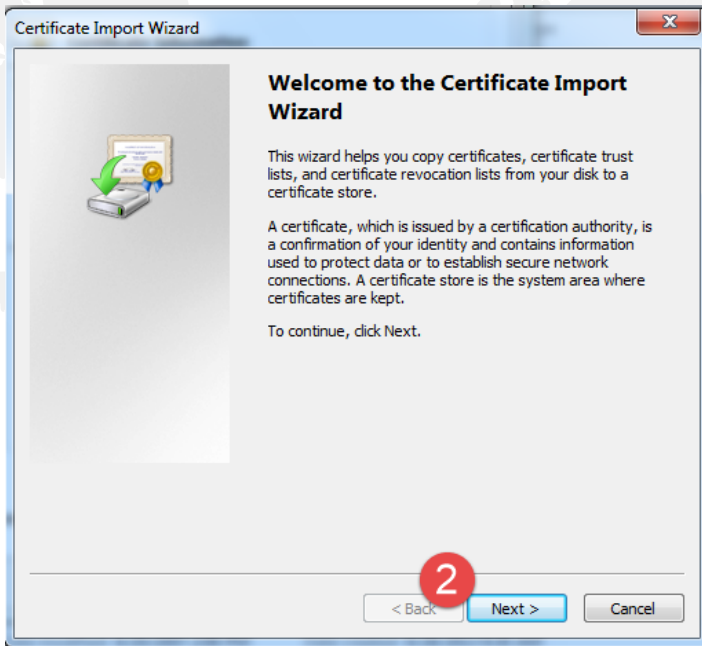 Certificate Import Wizard
Welcome to the Certificate Import
Wizard
This wizard helps you copy certificates, certificate trust
lists, and certificate revocation lists from your disk to a
certificate store.
A certificate, which is issued by a certification authority, is
a confirmation of your identity and contains information
used to protect data or to establish secure network
connections. A certificate store is the system area where
certificates are kept.
To continue, click Next.
2
< Back
Next >
Cancel